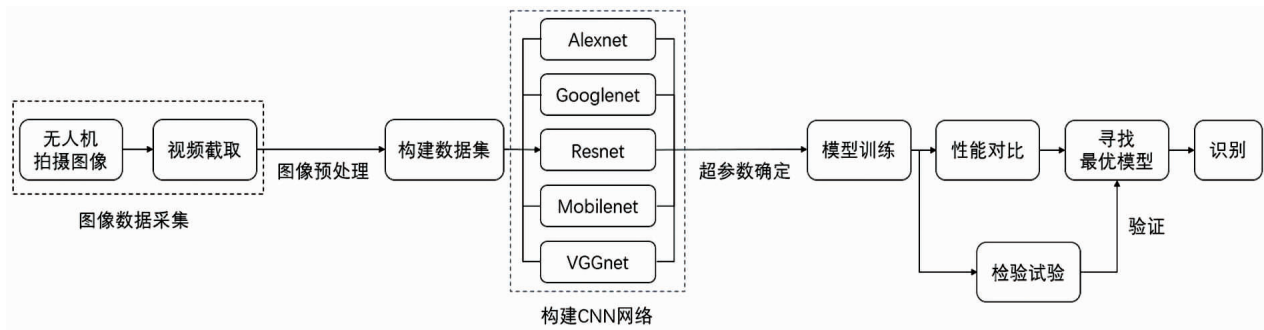 无人机
拍摄图像
视频截取
图像数据采集
图像预处理
构建数据集
Alexnet
Googlenet
Resnet
Mobilenet
VGGnet
构建CNN网络
超参数确定
模型训练
性能对比
寻找
最优模型
识别
检验试验
验证